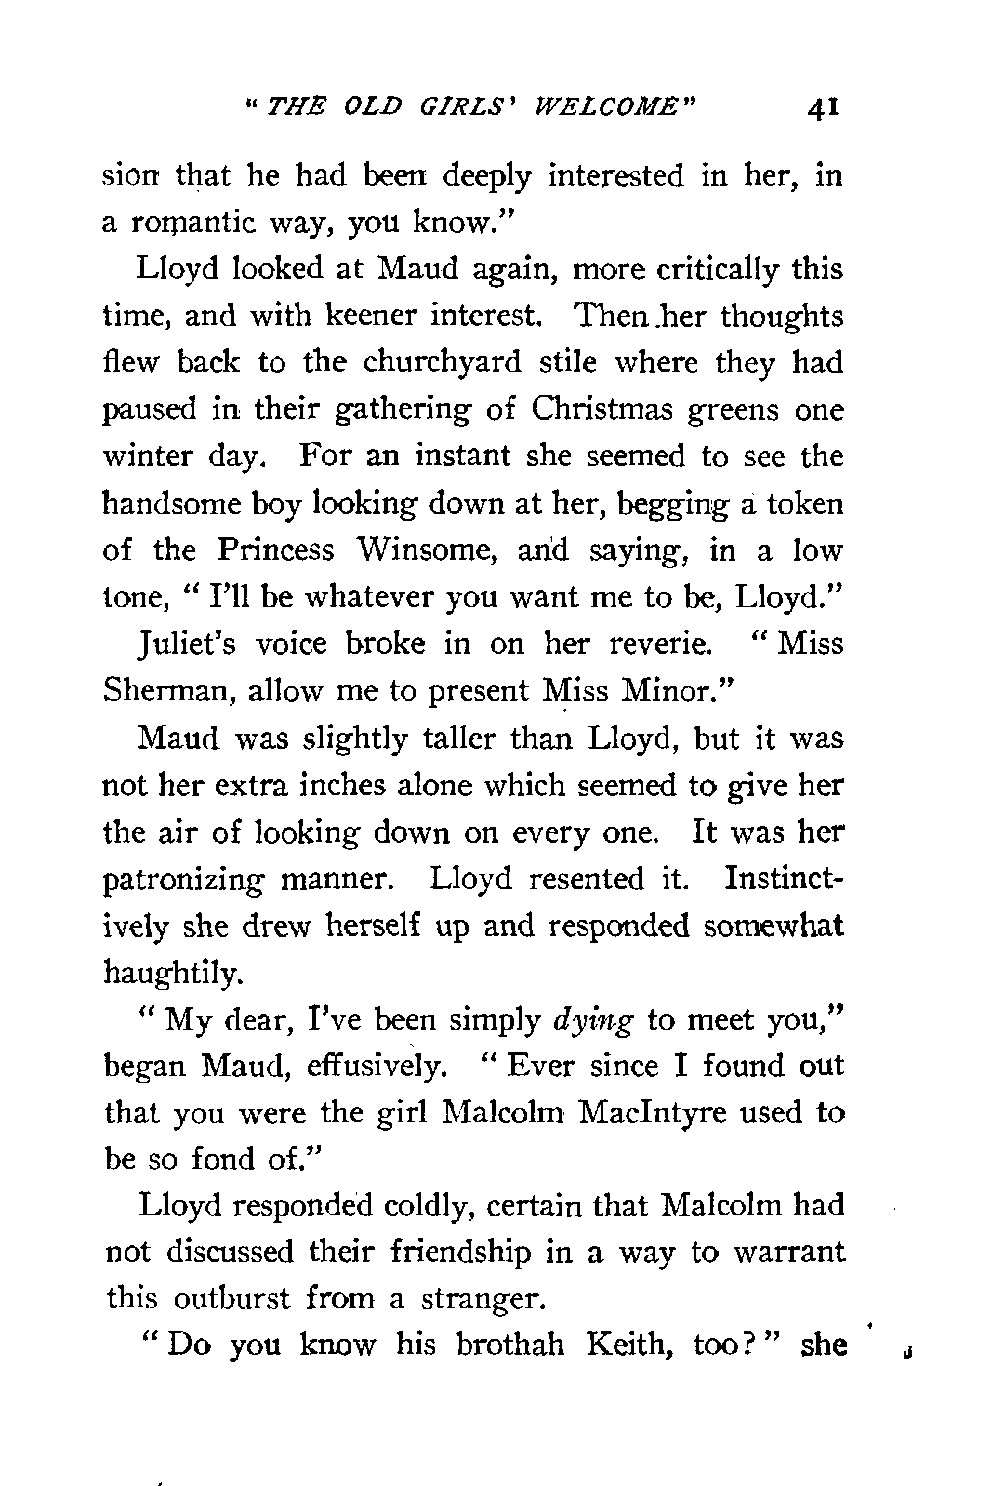 " THE OLD GIRLS' WELCOME" 41
sion that he had been deeply interested in her, in
a romantic way, you know."
Lloyd looked at Maud again, more critically this
time, and with keener interest. Then her thoughts
flew back to the churchyard stile where they had
paused in their gathering of Christmas greens one
winter day. For an instant she seemed to see the
handsome boy looking down at her, begging a token
of the Princess Winsome, and saying, in a low
tone, " I'll be whatever you want me to be, Lloyd."
Juliet's voice broke in on her reverie. " Miss
Sherman, allow me to present Miss Minor."
Maud was slightly taller than Lloyd, but it was
not her extra inches alone which seemed to give her
the air of looking down on every one. It was her
patronizing manner. Lloyd resented it. Instinct-
ively she drew herself up and responded somewhat
haughtily.
" My dear, I've been simply dying to meet you,"
began Maud, effusively. " Ever since I found out
that you were the girl Malcolm MacIntyre used to
be so fond of."
Lloyd responded coldly, certain that Malcolm had
not discussed their friendship in a way to warrant
this outburst from a stranger.
" Do you know his brothah Keith, too? " she